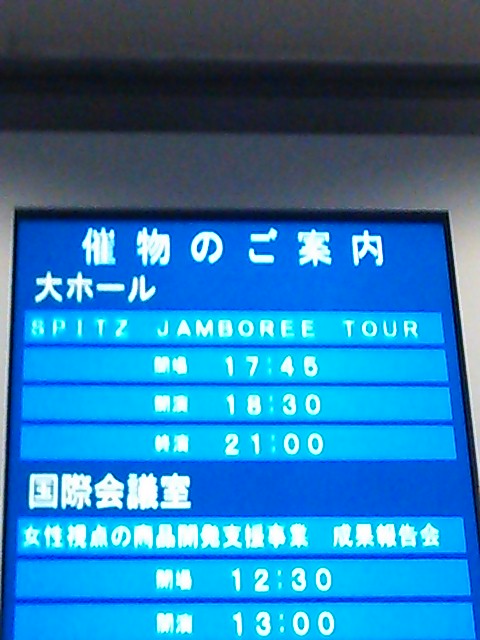 催物のご案内
大ホール
SPITZ JAMBOREE TOUR
開場 17:45
開演 18:30
終演 21:00
国際会議室
女性視点の商品開発支援事業 成果報告会
開場 12:30
開演 13:00